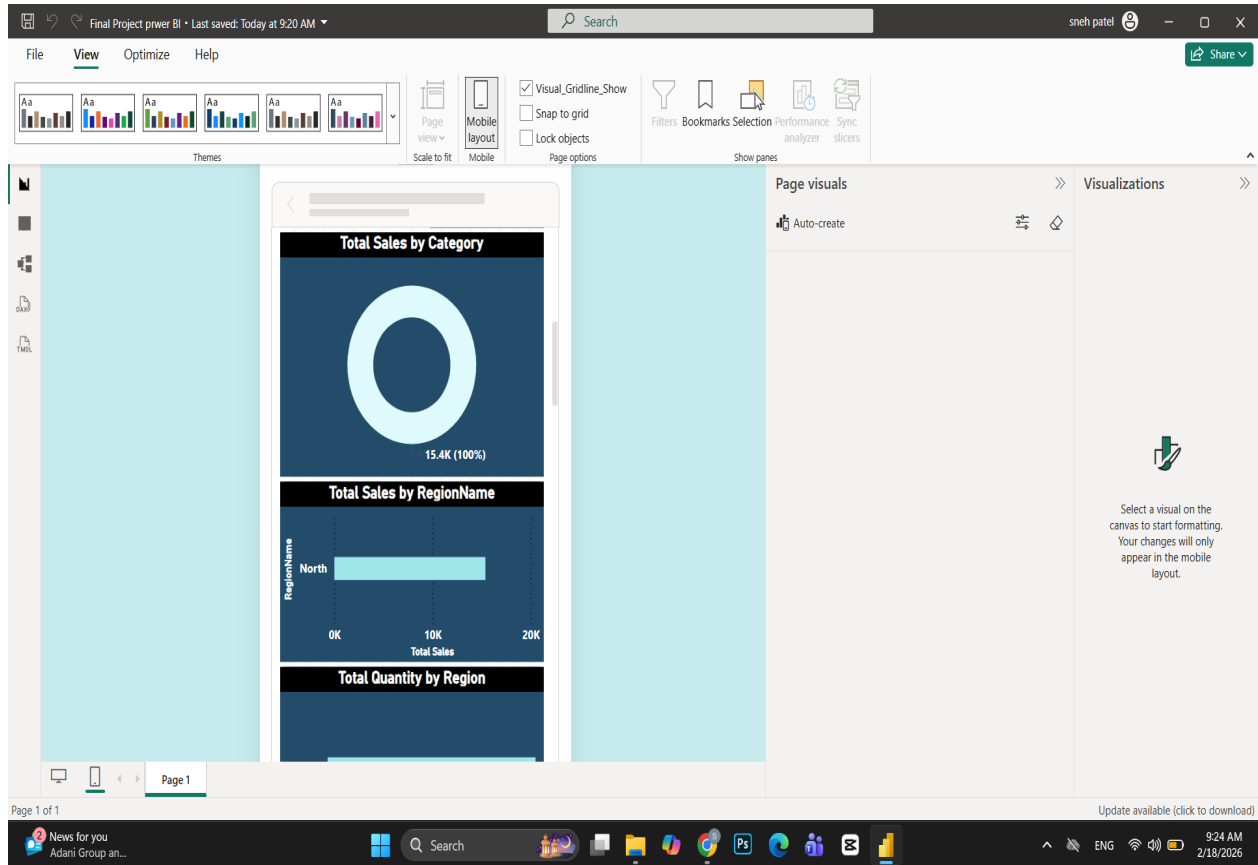 Final Project prwer BI • Last saved: Today at 9:20 AM
Search
sneh patel
File
View
Optimize
Help
Share
Aa
Aa
Aa
Aa
Aa
Aa
Themes
Page view
Scale to fit
Mobile layout
Mobile
Visual_Gridline_Show
Snap to grid
Lock objects
Page options
Filters
Bookmarks
Selection
Performance analyzer
Sync slicers
Show panes
DAX
TMDL
Total Sales by Category
15.4K (100%)
Total Sales by RegionName
RegionName
North
0K
10K
20K
Total Sales
Total Quantity by Region
Page visuals
Auto-create
Visualizations
Select a visual on the
canvas to start formatting.
Your changes will only
appear in the mobile
layout.
Page 1
Page 1 of 1
Update available (click to download)
2
News for you
Adani Group an...
Search
Ps
S
ENG
9:24 AM
2/18/2026